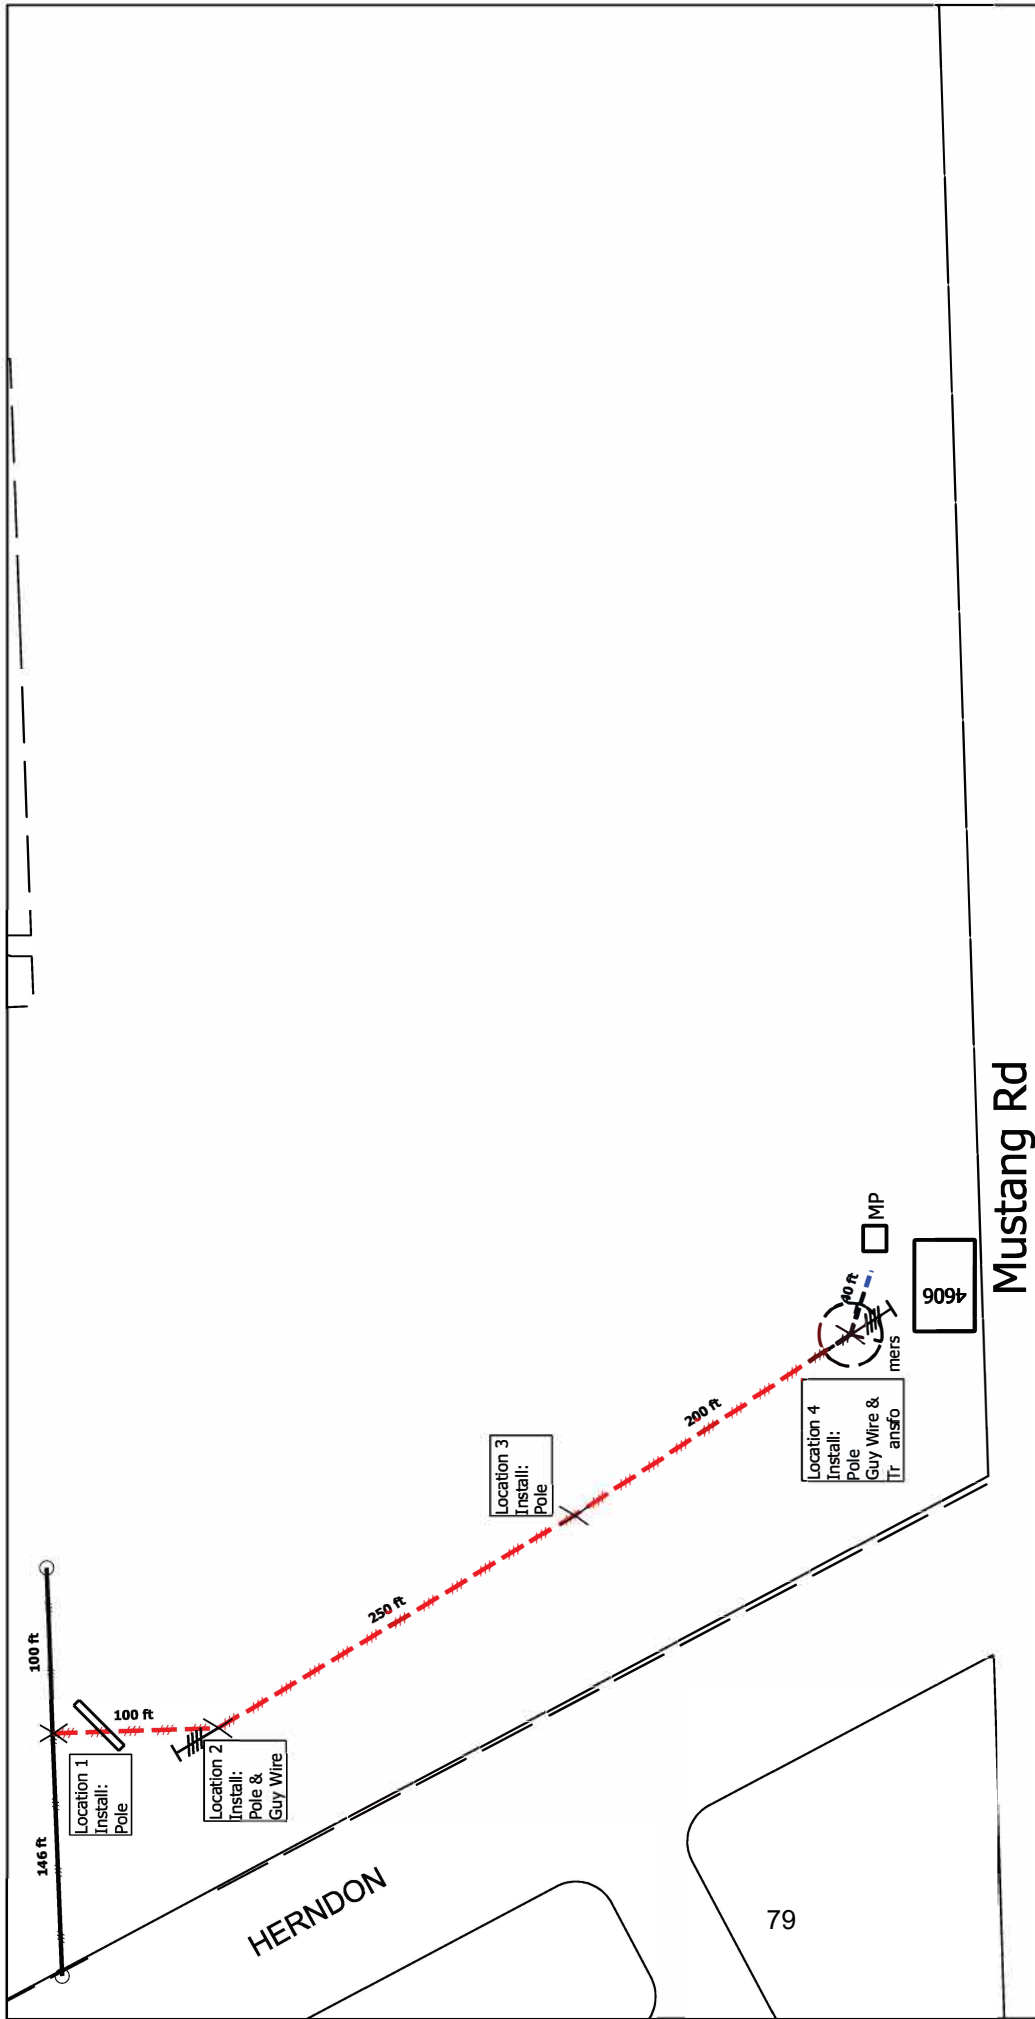 100 ft
146 ft
100 ft
Location 1
Install:
Pole
Location 2
Install:
Pole &
Guy Wire
250 ft
Location 3
Install:
Pole
200 ft
Location 4
Install:
Pole
Guy Wire &
Tr ansfo mers
40 ft
MP
4606
Mustang Rd
HERNDON
79